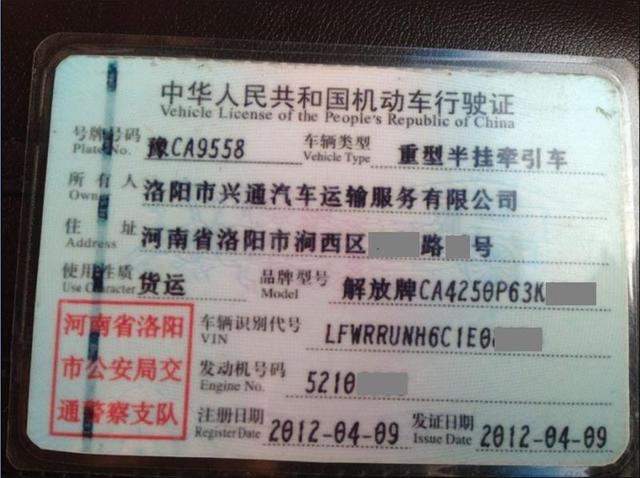 中华人民共和国机动车行驶证
Vehicle License of the People's Republic of China
号牌号码 豫CA9558 车辆类型 重型半挂牵引车
Plate No. Vehicle Type
所有人 洛阳市兴通汽车运输服务有限公司
Owner
住址 河南省洛阳市涧西区 路 号
Address
使用性质 货运 品牌型号 解放牌CA4250P63K
Use Character Model
车辆识别代号 LFWRRUNH6C1E0
VIN
发动机号码 5210
Engine No.
注册日期 2012-04-09 发证日期 2012-04-09
Register Date Issue Date
河南省洛阳
市公安局交
通警察支队